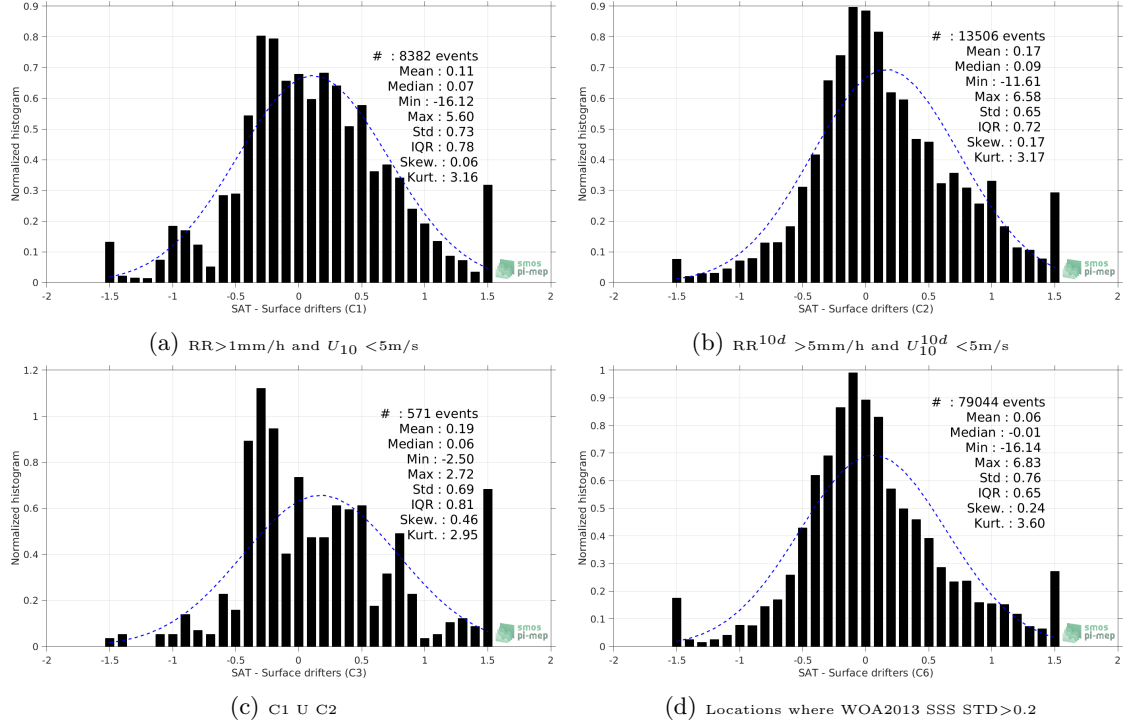 0.9
0.8
0.7
0.6
0.5
0.4
0.3
0.2
0.1
0
Normalized histogram
# : 8382 events
Mean : 0.11
Median : 0.07
Min : -16.12
Max : 5.60
Std : 0.73
IQR : 0.78
Skew. : 0.06
Kurt. : 3.16
smos
pi-mep
-2 -1.5 -1 -0.5 0 0.5 1 1.5 2
SAT - Surface drifters (C1)
(a) RR>1mm/h and U10 <5m/s
0.9
0.8
0.7
0.6
0.5
0.4
0.3
0.2
0.1
0
Normalized histogram
# : 13506 events
Mean : 0.17
Median : 0.09
Min : -11.61
Max : 6.58
Std : 0.65
IQR : 0.72
Skew. : 0.17
Kurt. : 3.17
smos
pi-mep
-2 -1.5 -1 -0.5 0 0.5 1 1.5 2
SAT - Surface drifters (C2)
(b) RR^10d >5mm/h and U10^10d <5m/s
1.2
1
0.8
0.6
0.4
0.2
0
Normalized histogram
# : 571 events
Mean : 0.19
Median : 0.06
Min : -2.50
Max : 2.72
Std : 0.69
IQR : 0.81
Skew. : 0.46
Kurt. : 2.95
smos
pi-mep
-2 -1.5 -1 -0.5 0 0.5 1 1.5 2
SAT - Surface drifters (C3)
(c) C1 U C2
1
0.9
0.8
0.7
0.6
0.5
0.4
0.3
0.2
0.1
0
Normalized histogram
# : 79044 events
Mean : 0.06
Median : -0.01
Min : -16.14
Max : 6.83
Std : 0.76
IQR : 0.65
Skew. : 0.24
Kurt. : 3.60
smos
pi-mep
-2 -1.5 -1 -0.5 0 0.5 1 1.5 2
SAT - Surface drifters (C6)
(d) Locations where WOA2013 SSS STD>0.2